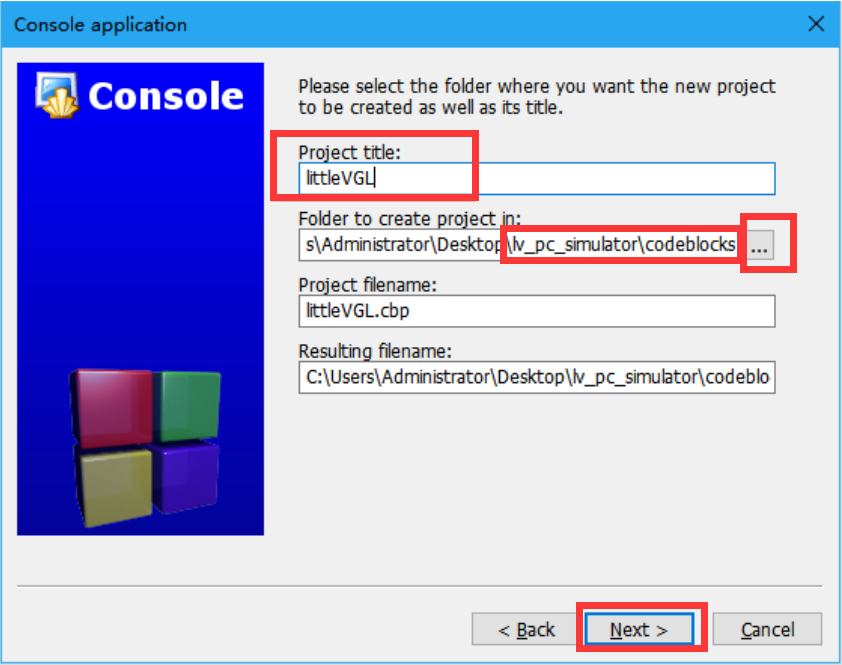 Console application
Console
Please select the folder where you want the new project
to be created as well as its title.
Project title:
littleVGL
Folder to create project in:
s\Administrator\Desktop\lv_pc_simulator\codeblocks
...
Project filename:
littleVGL.cbp
Resulting filename:
C:\Users\Administrator\Desktop\lv_pc_simulator\codeblo
< Back
Next >
Cancel